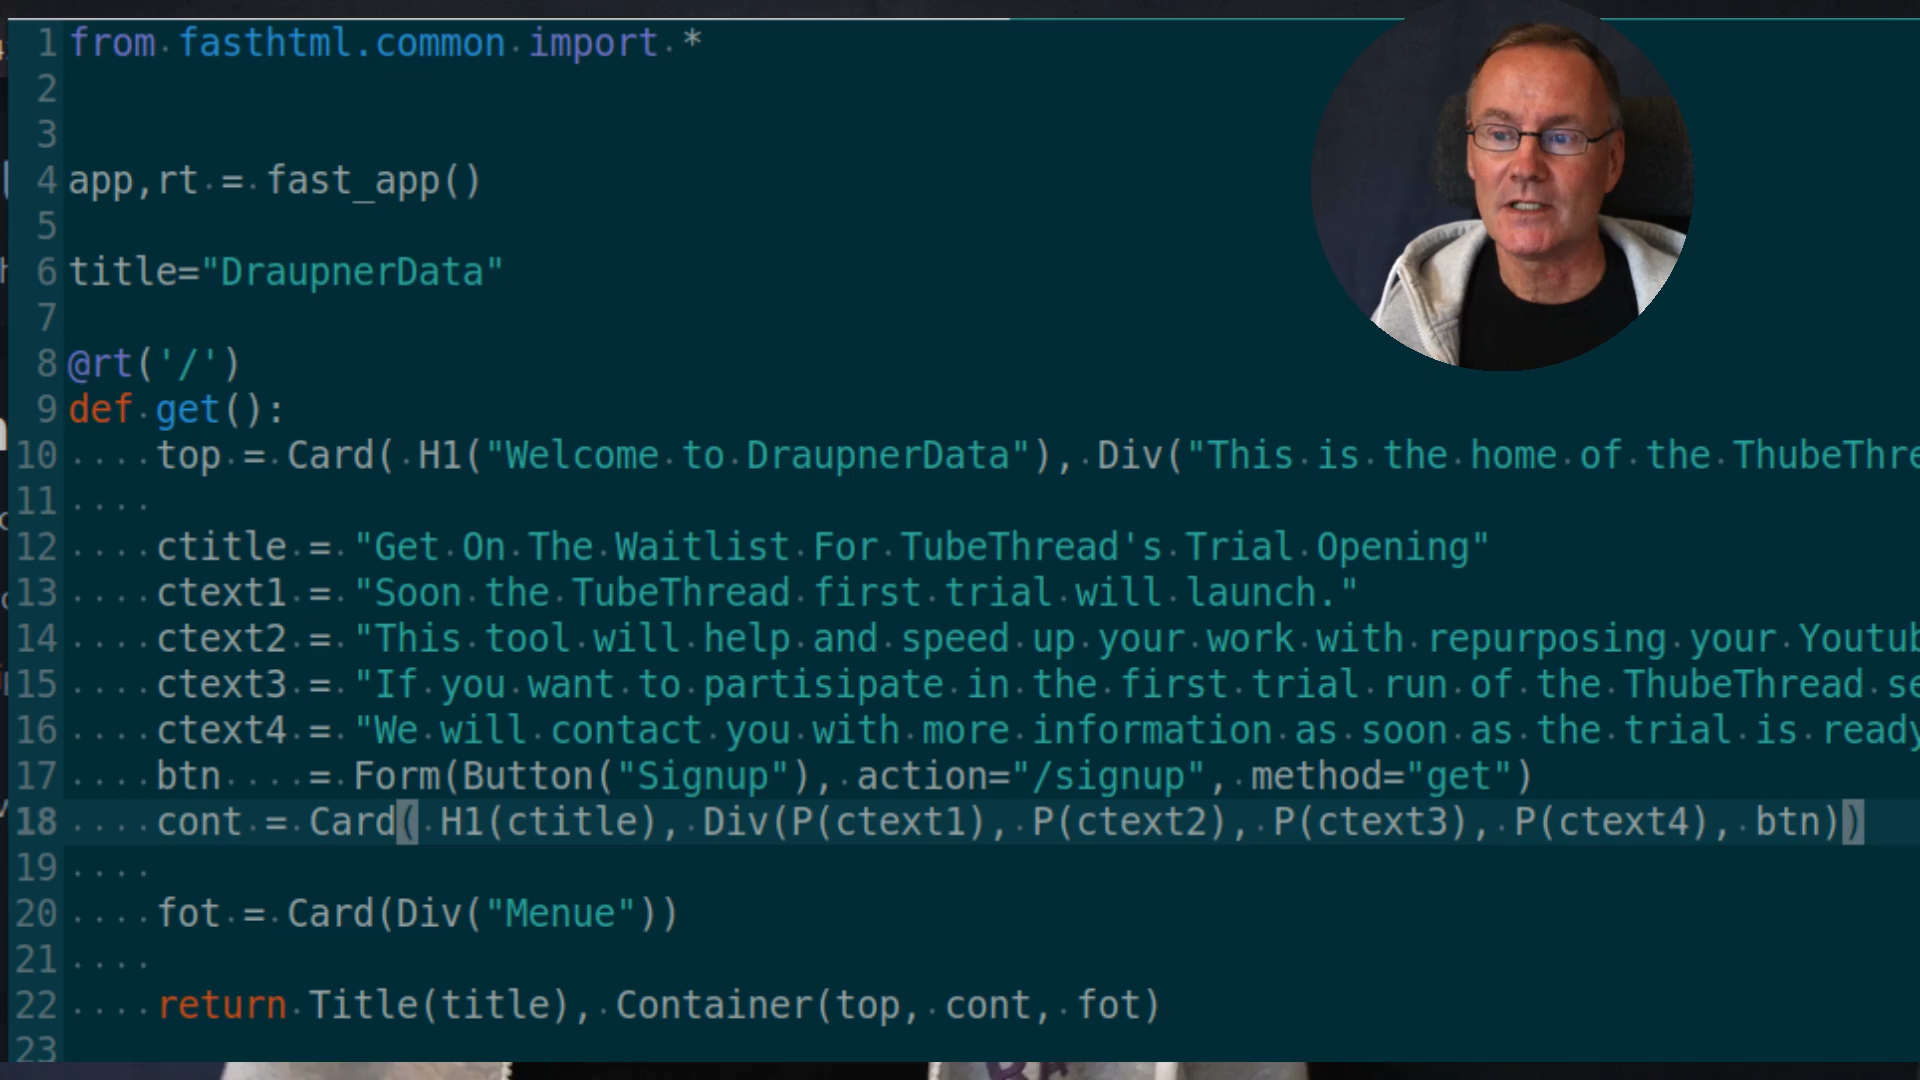 1 from fasthtml.common import *
2
3
4 app,rt = fast_app()
5
6 title="DraupnerData"
7
8 @rt('/')
9 def get():
10 top = Card( H1("Welcome to DraupnerData"), Div("This is the home of the ThubeThre
11
12 ctitle = "Get On The Waitlist For TubeThread's Trial Opening"
13 ctext1 = "Soon the TubeThread first trial will launch."
14 ctext2 = "This tool will help and speed up your work with repurposing your Youtub
15 ctext3 = "If you want to partisipate in the first trial run of the ThubeThread se
16 ctext4 = "We will contact you with more information as soon as the trial is ready
17 btn = Form(Button("Signup"), action="/signup", method="get")
18 cont = Card( H1(ctitle), Div(P(ctext1), P(ctext2), P(ctext3), P(ctext4), btn))
19
20 fot = Card(Div("Menue"))
21
22 return Title(title), Container(top, cont, fot)
23